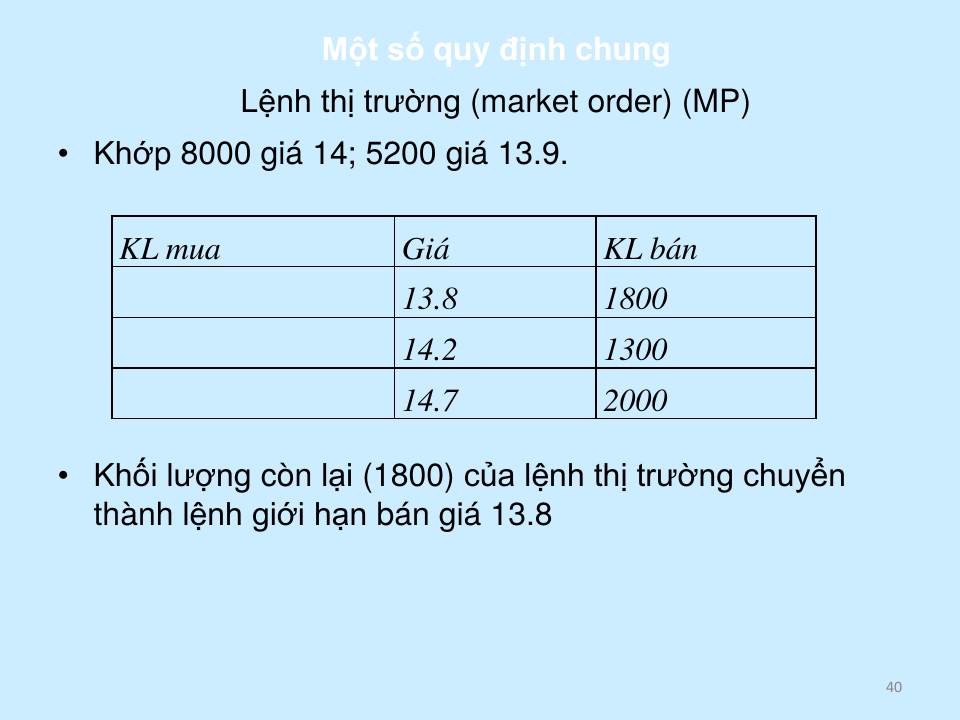 Một số quy định chung
Lệnh thị trường (market order) (MP)
• Khớp 8000 giá 14; 5200 giá 13.9.
KL mua Giá KL bán
13.8 1800
14.2 1300
14.7 2000
• Khối lượng còn lại (1800) của lệnh thị trường chuyển
thành lệnh giới hạn bán giá 13.8
40